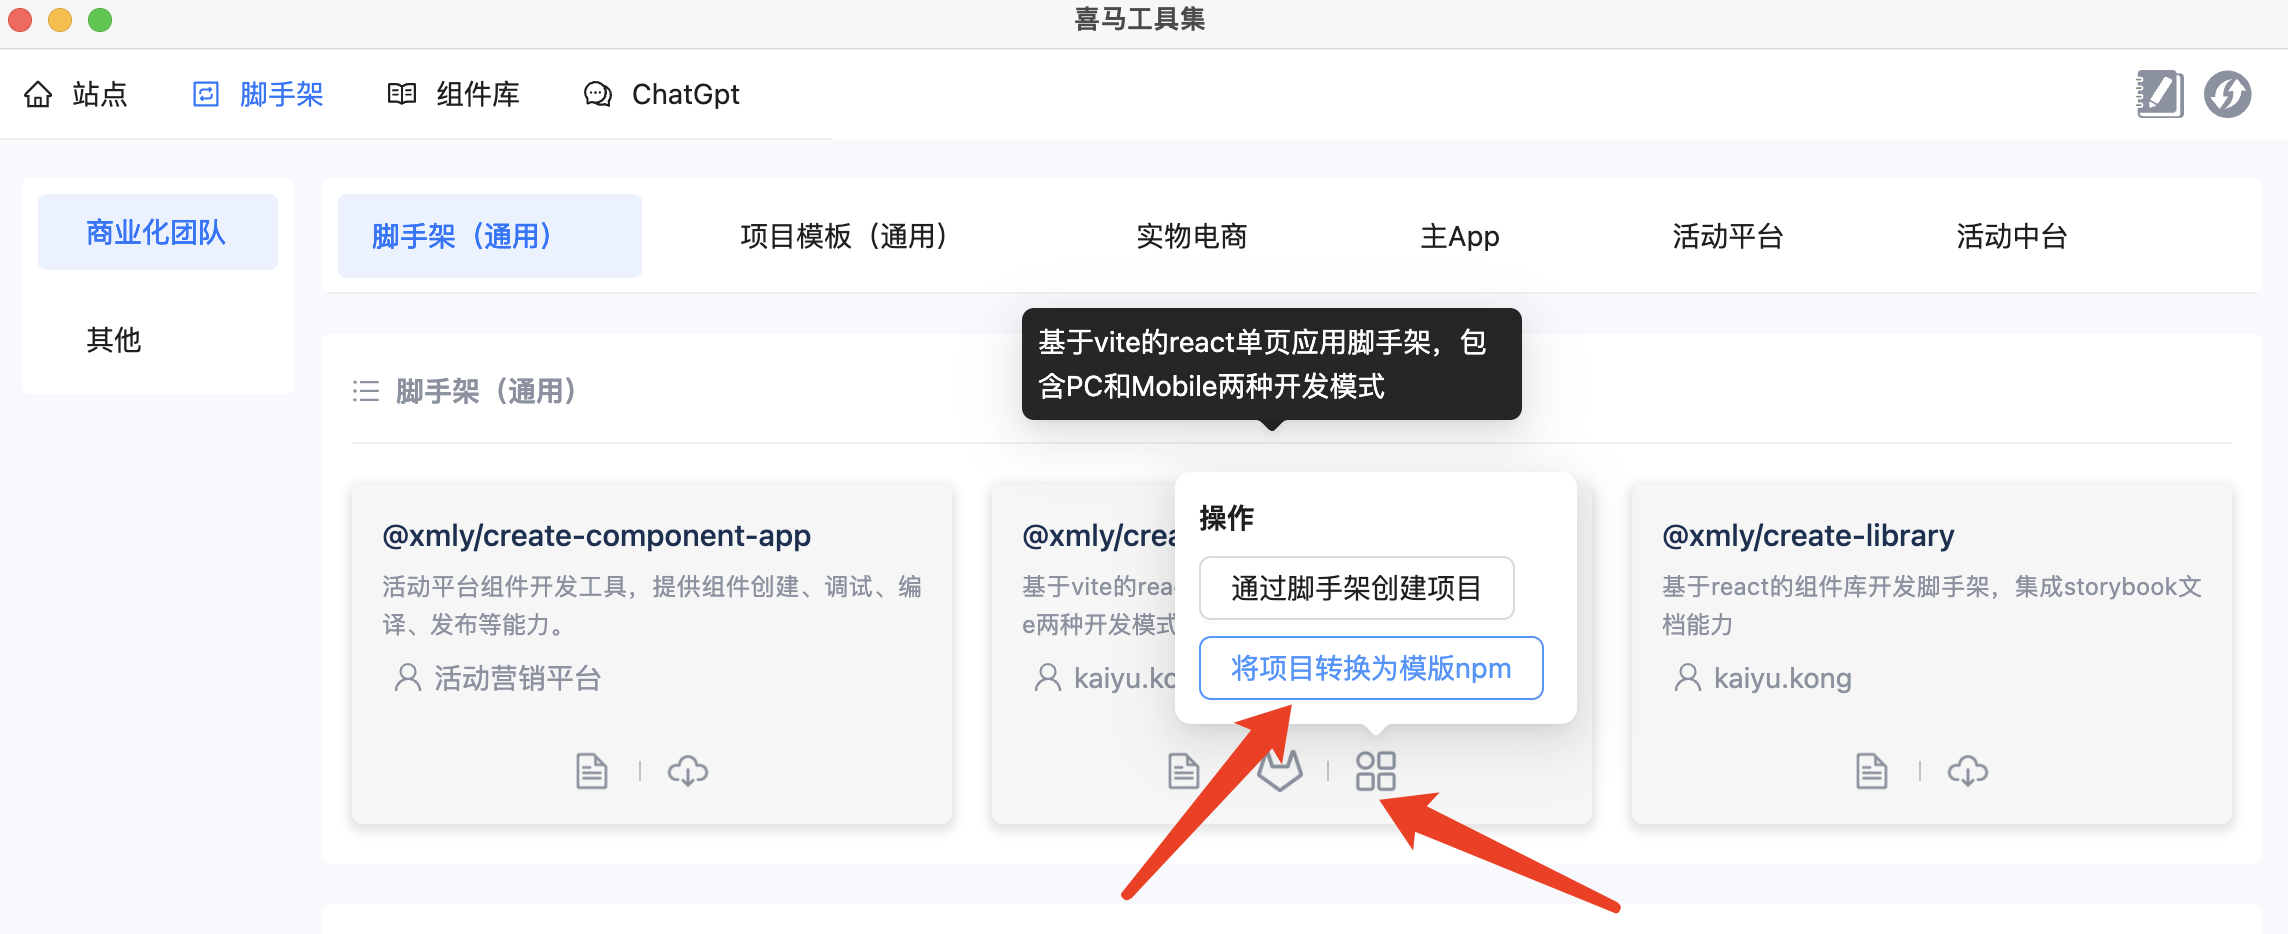 喜马工具集
站点
脚手架
组件库
ChatGpt
商业化团队
其他
脚手架（通用）
项目模板（通用）
实物电商
主App
活动平台
活动中台
基于vite的react单页应用脚手架，包
含PC和Mobile两种开发模式
脚手架（通用）
@xmly/create-component-app
活动平台组件开发工具，提供组件创建、调试、编
译、发布等能力。
活动营销平台
@xmly/crea
基于vite的rea
e两种开发模式
kaiyu.ko
操作
通过脚手架创建项目
将项目转换为模版npm
@xmly/create-library
基于react的组件库开发脚手架，集成storybook文
档能力
kaiyu.kong